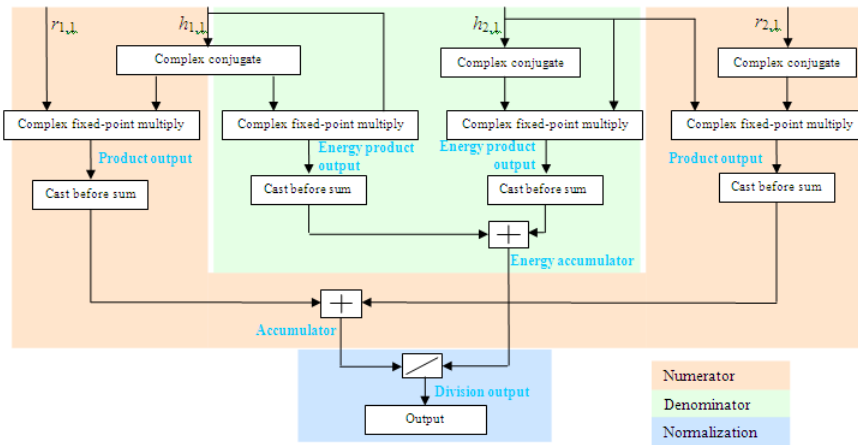 r1,1
h1,1
h2,1
r2,1
Complex conjugate
Complex conjugate
Complex conjugate
Complex fixed-point multiply
Complex fixed-point multiply
Complex fixed-point multiply
Complex fixed-point multiply
Product output
Energy product
output
Energy product
output
Product output
Cast before sum
Cast before sum
Cast before sum
Cast before sum
+
Energy accumulator
+
Accumulator
Division output
Output
Numerator
Denominator
Normalization